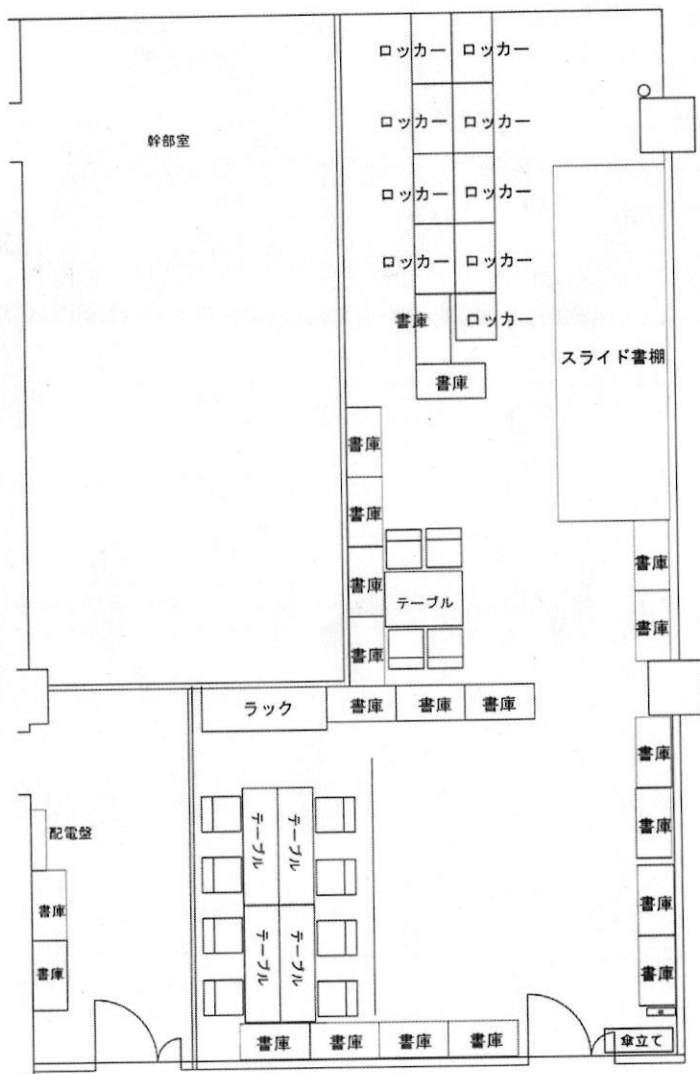 ロッカー ロッカー
幹部室
ロッカー ロッカー
ロッカー ロッカー
ロッカー ロッカー
書庫 ロッカー
スライド書棚
書庫
書庫
書庫
書庫
書庫
テーブル
書庫
書庫
書庫
ラック 書庫 書庫 書庫
書庫
書庫
配電盤
テーブル
テーブル
書庫
書庫
テーブル
テーブル
書庫
書庫
書庫 書庫 書庫 書庫
傘立て